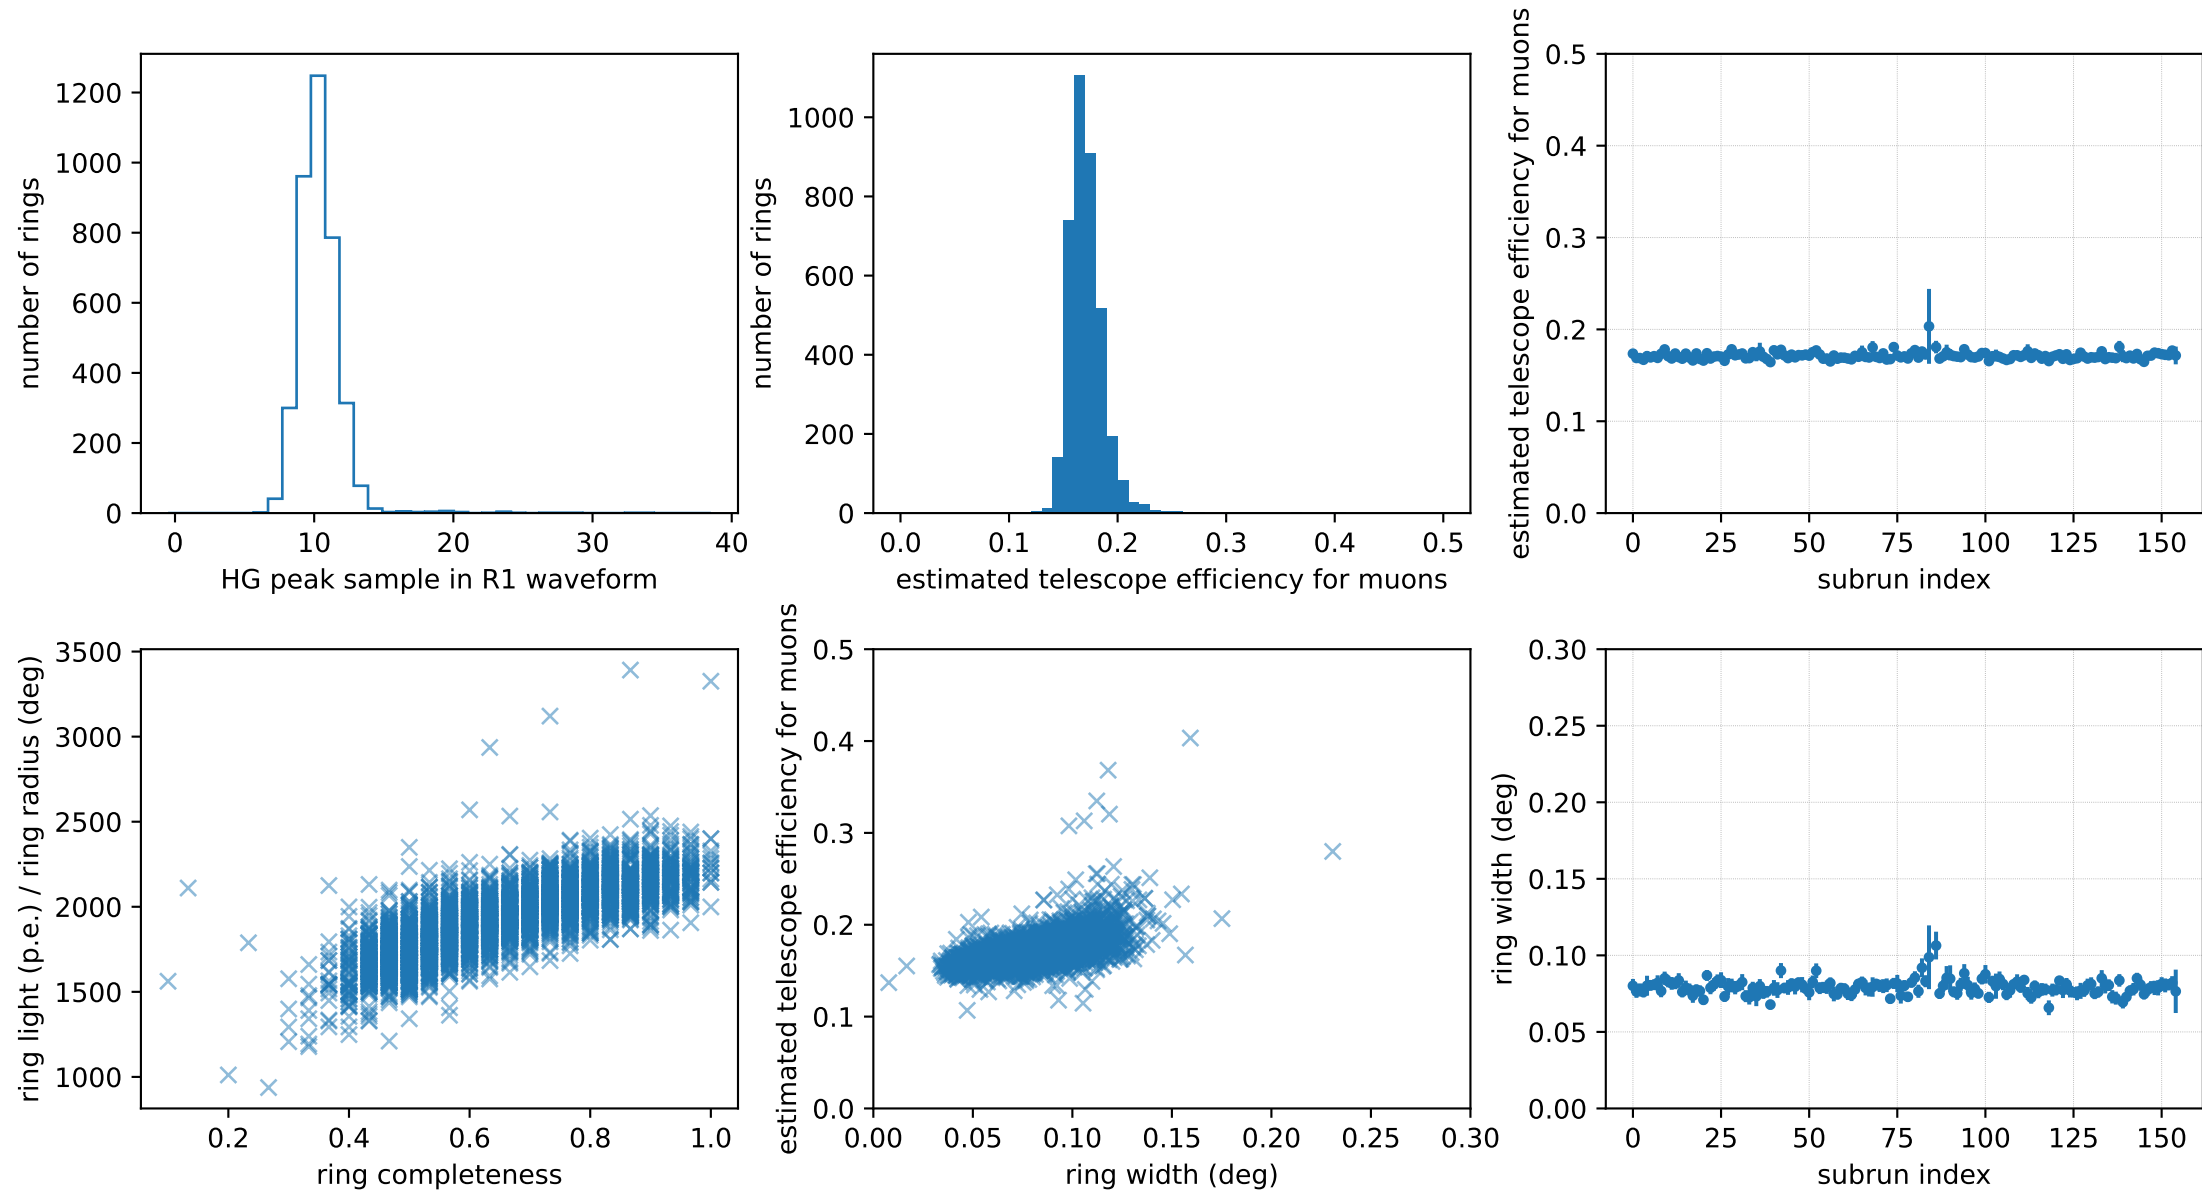 number of rings
1200
1000
800
600
400
200
0
0 10 20 30 40
HG peak sample in R1 waveform
number of rings
1000
800
600
400
200
0
0.0 0.1 0.2 0.3 0.4 0.5
estimated telescope efficiency for muons
estimated telescope efficiency for muons
0.5
0.4
0.3
0.2
0.1
0.0
0 25 50 75 100 125 150
subrun index
ring light (p.e.) / ring radius (deg)
3500
3000
2500
2000
1500
1000
0.2 0.4 0.6 0.8 1.0
ring completeness
estimated telescope efficiency for muons
0.5
0.4
0.3
0.2
0.1
0.0
0.00 0.05 0.10 0.15 0.20 0.25 0.30
ring width (deg)
ring width (deg)
0.30
0.25
0.20
0.15
0.10
0.05
0.00
0 25 50 75 100 125 150
subrun index